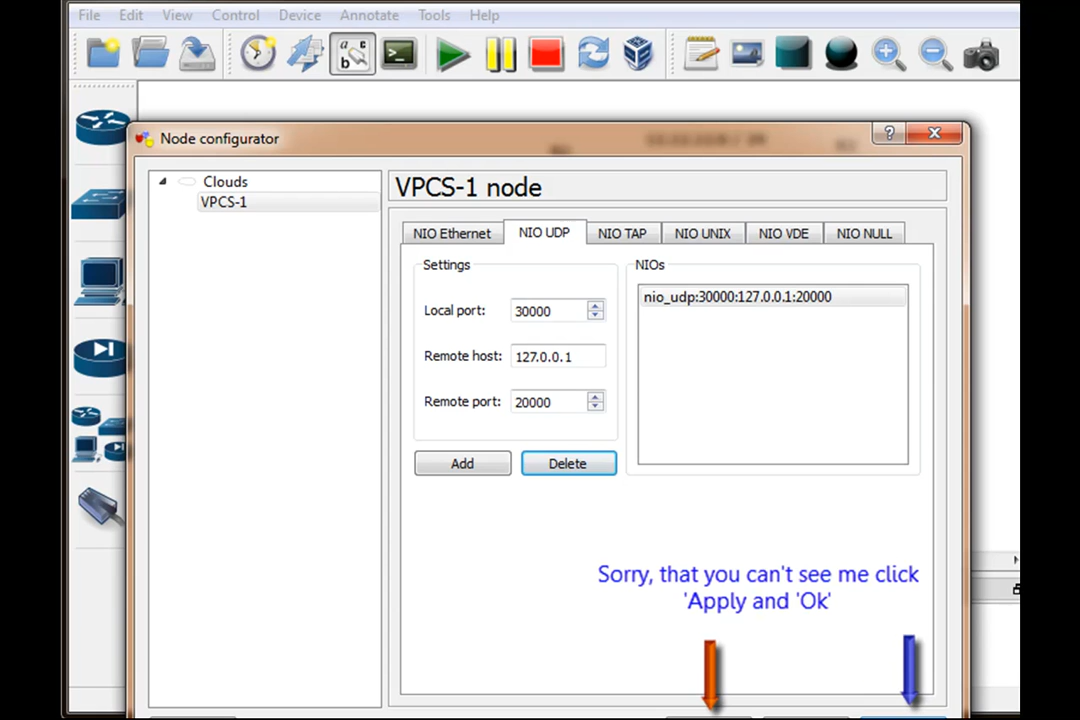 File Edit View Control Device Annotate Tools Help
Node configurator
Clouds
VPCS-1
VPCS-1 node
NIO Ethernet NIO UDP NIO TAP NIO UNIX NIO VDE NIO NULL
Settings
Local port: 30000
Remote host: 127.0.0.1
Remote port: 20000
Add Delete
NIOs
nio_udp:30000:127.0.0.1:20000
Sorry, that you can't see me click
'Apply and 'Ok'